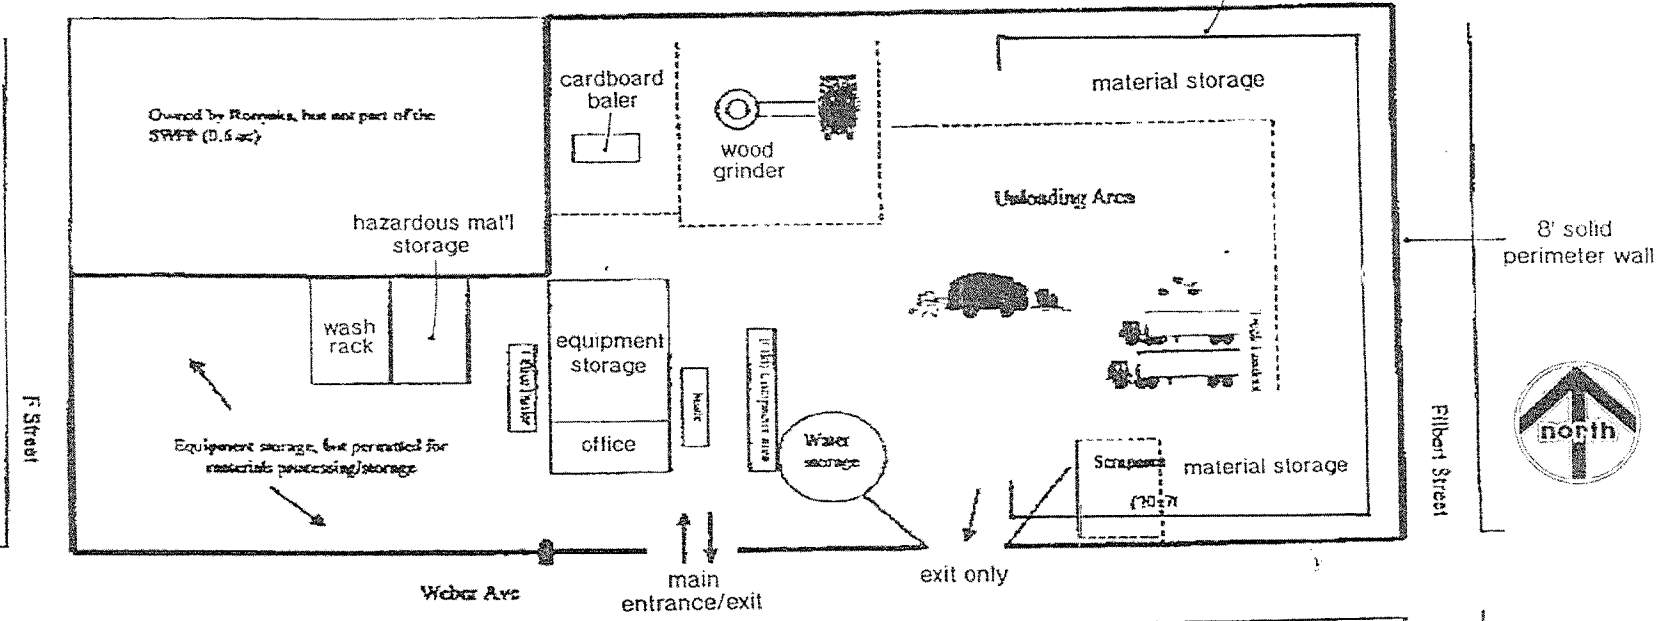 cardboard
baler
wood
grinder
material storage
Owned by Romaks, but not part of the
SWFP (0.6 ac)
Unloading Area
hazardous mat'l
storage
8' solid
perimeter wall
wash
rack
equipment
storage
office
Water
storage
Equipment storage, but permitted for
materials processing/storage
material storage
F Street
Filbert Street
north
main
entrance/exit
exit only
Weber Ave